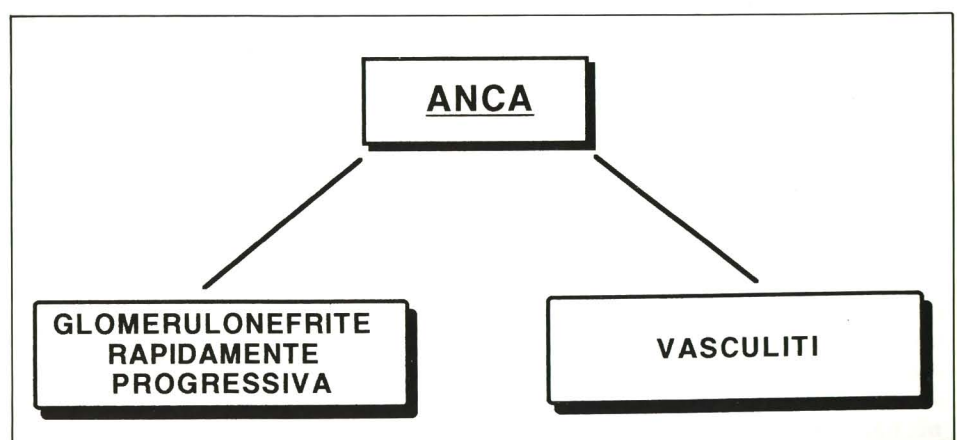 ANCA
GLOMERULONEFRITE
RAPIDAMENTE
PROGRESSIVA
VASCULITI